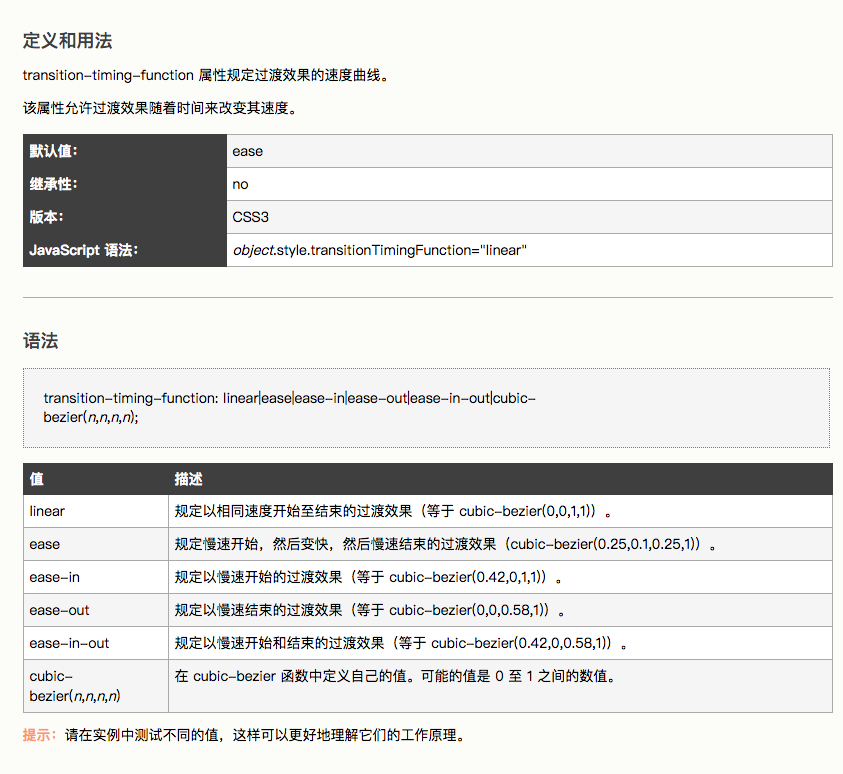 定义和用法
transition-timing-function 属性规定过渡效果的速度曲线。
该属性允许过渡效果随着时间来改变其速度。
默认值： ease
继承性： no
版本： CSS3
JavaScript 语法： object.style.transitionTimingFunction="linear"
语法
transition-timing-function: linear|ease|ease-in|ease-out|ease-in-out|cubic-
bezier(n,n,n,n);
值 描述
linear 规定以相同速度开始至结束的过渡效果（等于 cubic-bezier(0,0,1,1)）。
ease 规定慢速开始，然后变快，然后慢速结束的过渡效果（cubic-bezier(0.25,0.1,0.25,1)）。
ease-in 规定以慢速开始的过渡效果（等于 cubic-bezier(0.42,0,1,1)）。
ease-out 规定以慢速结束的过渡效果（等于 cubic-bezier(0,0,0.58,1)）。
ease-in-out 规定以慢速开始和结束的过渡效果（等于 cubic-bezier(0.42,0,0.58,1)）。
cubic- 在 cubic-bezier 函数中定义自己的值。可能的值是 0 至 1 之间的数值。
bezier(n,n,n,n)
提示：请在实例中测试不同的值，这样可以更好地理解它们的工作原理。